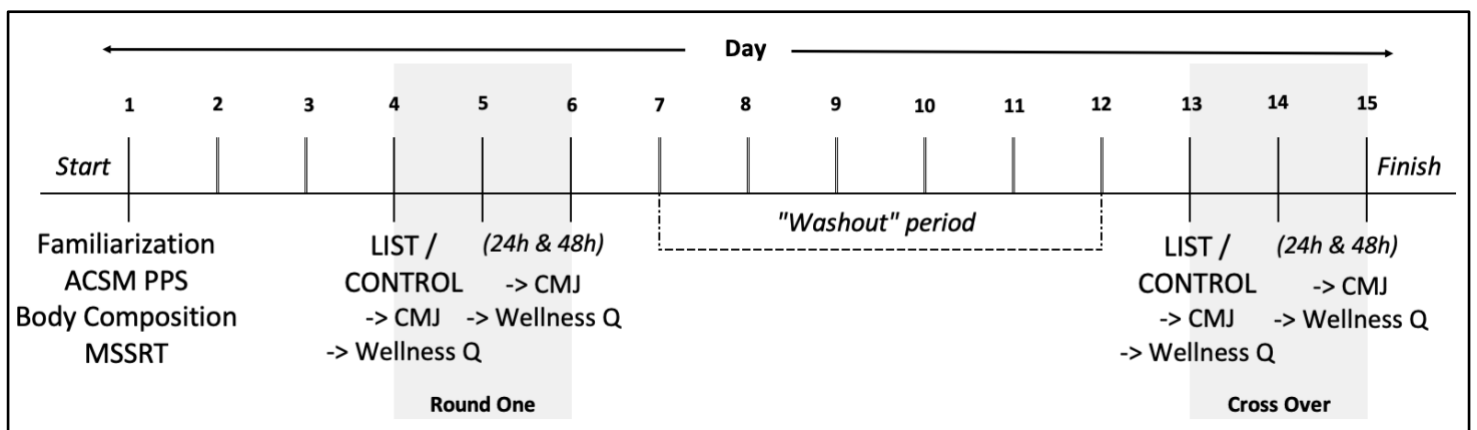 Day
1 2 3 4 5 6 7 8 9 10 11 12 13 14 15
Start Finish
"Washout" period
Familiarization
ACSM PPS
Body Composition
MSSRT
LIST /
CONTROL
-> CMJ
-> Wellness Q
(24h & 48h)
-> CMJ
-> Wellness Q
Round One
LIST /
CONTROL
-> CMJ
-> Wellness Q
(24h & 48h)
-> CMJ
-> Wellness Q
Cross Over